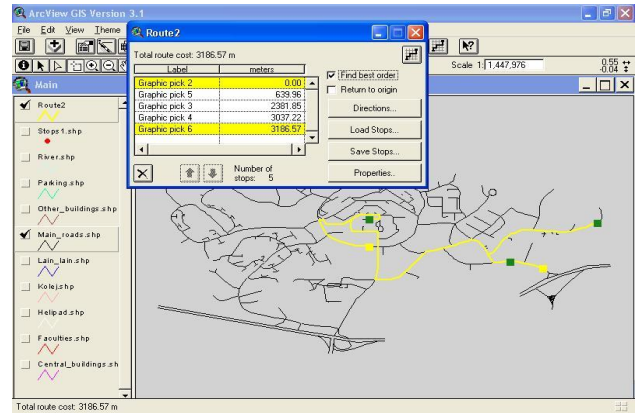 ArcView GIS Version 3.1
File Edit View Theme
Route2
Total route cost: 3186.57 m
Label meters
Graphic pick 2 0.00
Graphic pick 5 639.96
Graphic pick 3 2381.85
Graphic pick 4 3037.22
Graphic pick 6 3186.57
Number of
stops: 5
Find best order
Return to origin
Directions...
Load Stops...
Save Stops...
Properties...
Scale 1: 1,447,976
0.55
-0.04
Main
Route2
Stops1.shp
River.shp
Parking.shp
Other_buildings.shp
Main_roads.shp
Lain_lain.shp
Kolej.shp
Helipad.shp
Faculties.shp
Central_buildings.sh
Total route cost: 3186.57 m